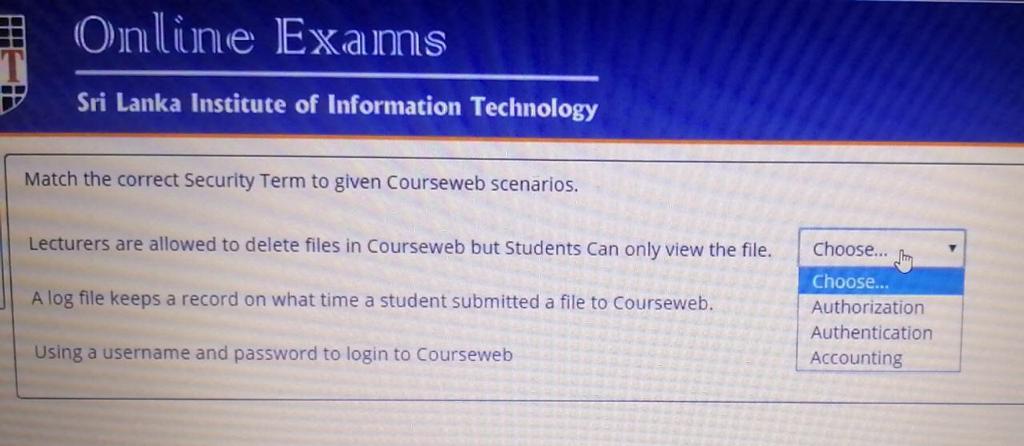 T
Online Exams
Sri Lanka Institute of Information Technology
Match the correct Security Term to given Courseweb scenarios.
Lecturers are allowed to delete files in Courseweb but Students Can only view the file.
Choose...
Choose...
A log file keeps a record on what time a student submitted a file to Courseweb.
Authorization
Authentication
Using a username and password to login to Courseweb
Accounting